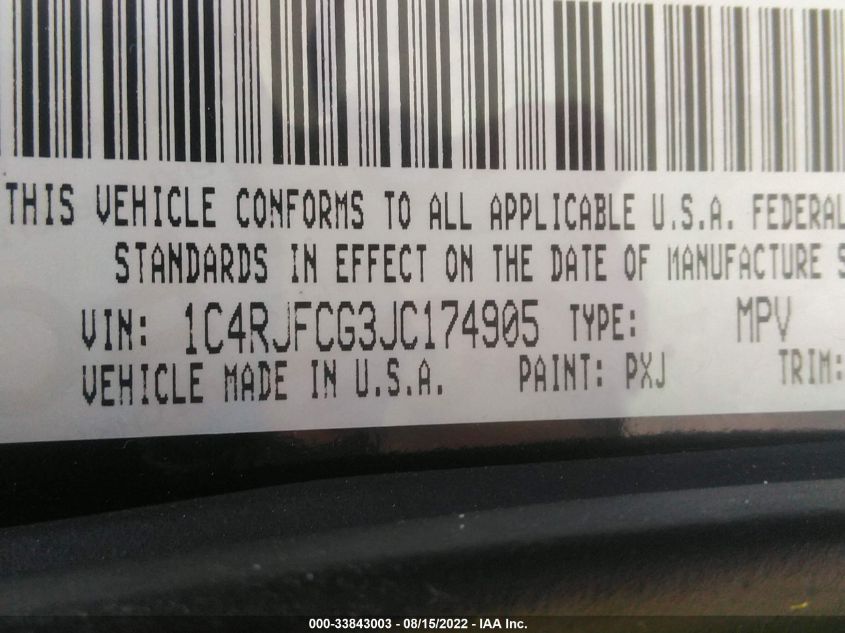 THIS VEHICLE CONFORMS TO ALL APPLICABLE U.S.A. FEDERAL
STANDARDS IN EFFECT ON THE DATE OF MANUFACTURE S
VIN: 1C4RJFCG3JC174905 TYPE: MPV
VEHICLE MADE IN U.S.A. PAINT: PXJ TRIM:
000-33843003 - 08/15/2022 - IAA Inc.